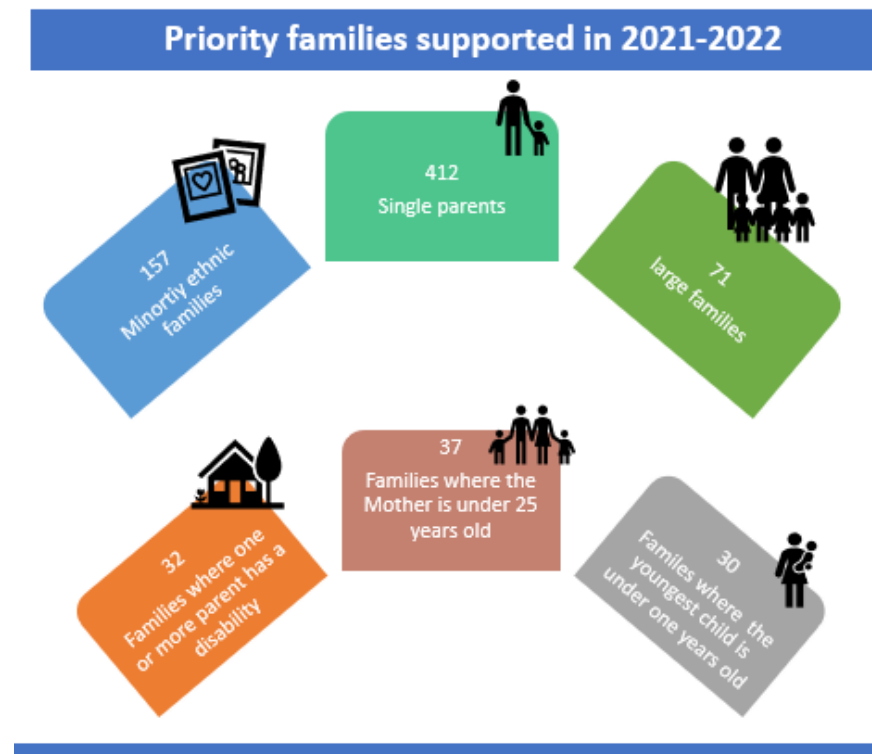 Priority families supported in 2021-2022
157
Minortiy ethnic
families
412
Single parents
71
large families
32
Families where one
or more parent has a
disability
37
Families where the
Mother is under 25
years old
30
Familes where the
youngest child is
under one years old